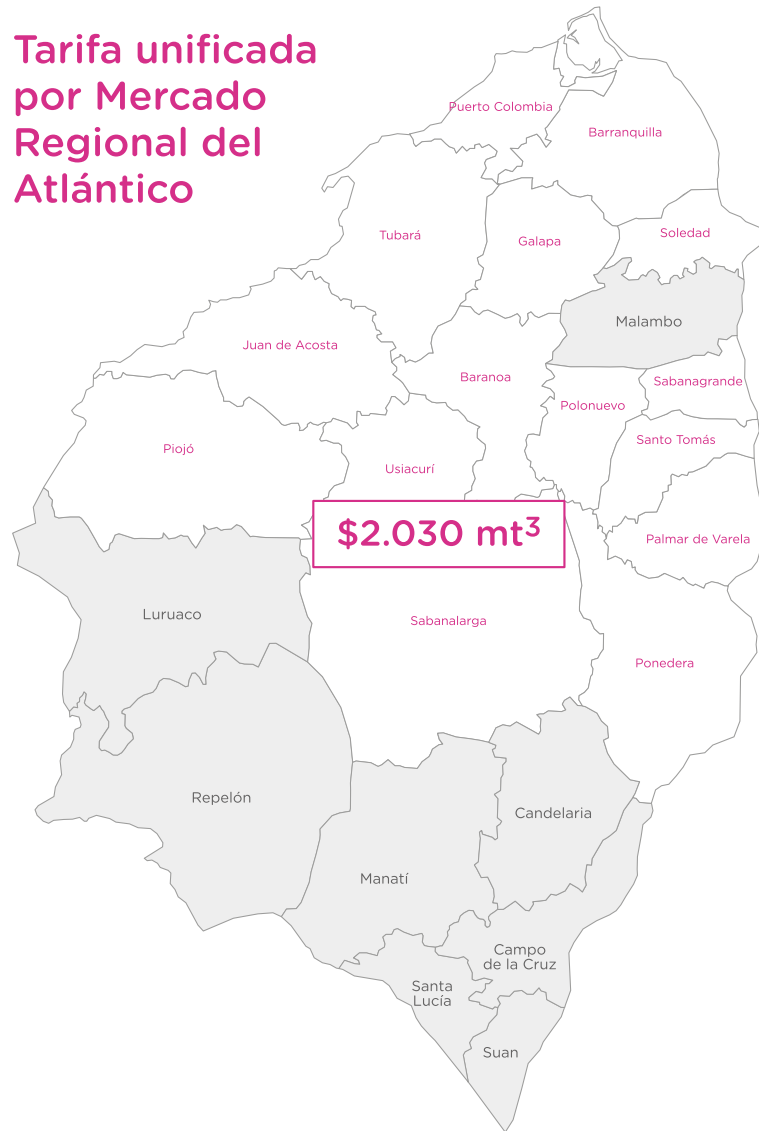 Tarifa unificada
por Mercado
Regional del
Atlántico
Puerto Colombia
Barranquilla
Tubará
Galapa
Soledad
Malambo
Juan de Acosta
Baranoa
Sabanagrande
Polonuevo
Santo Tomás
Piojó
Usiacurí
$2.030 mt³
Palmar de Varela
Luruaco
Sabanalarga
Ponedera
Repelón
Candelaria
Manatí
Campo
de la Cruz
Santa
Lucía
Suan